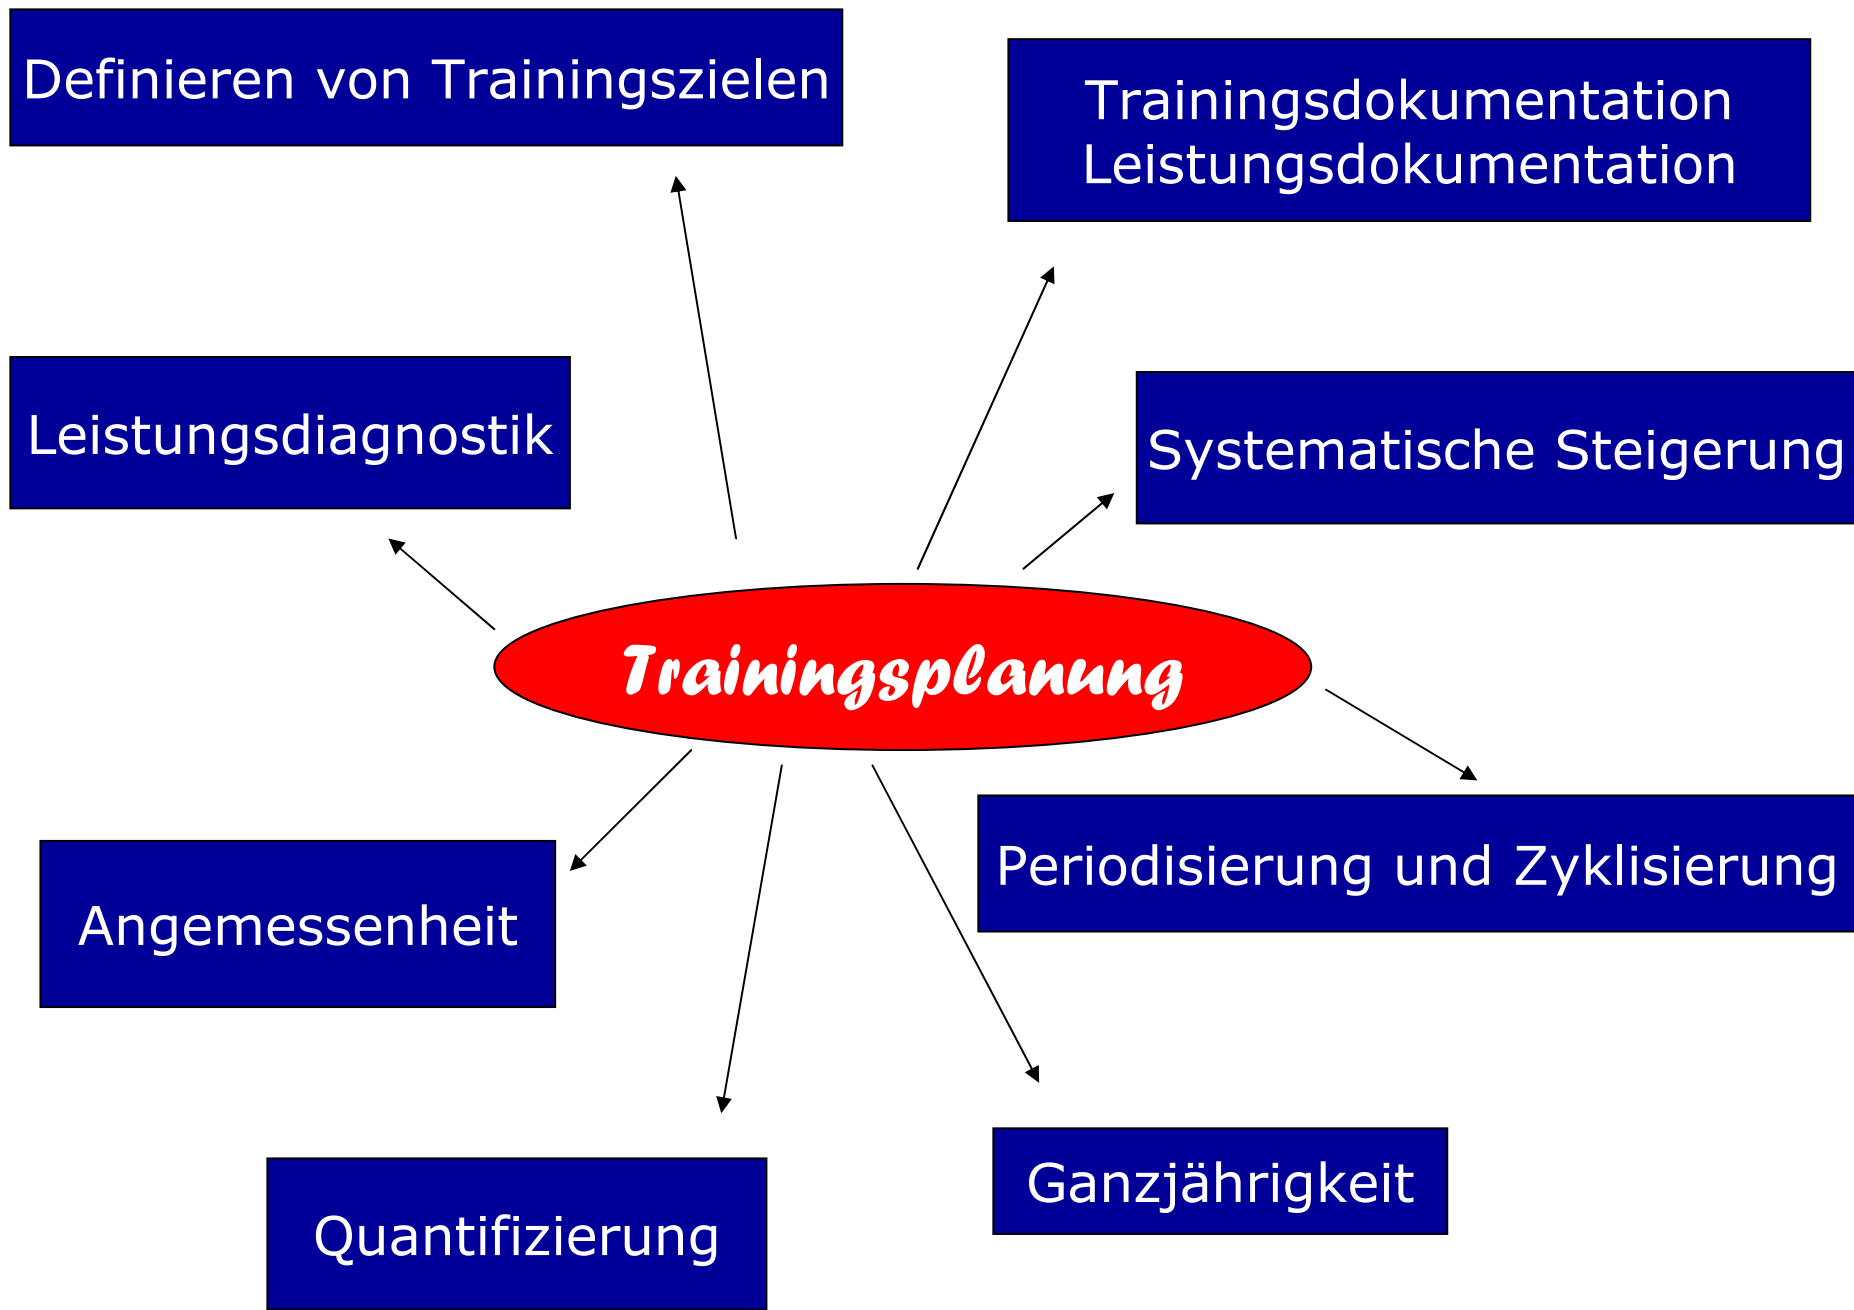 Definieren von Trainingszielen
Trainingsdokumentation
Leistungsdokumentation
Leistungsdiagnostik
Systematische Steigerung
Trainingsplanung
Periodisierung und Zyklisierung
Angemessenheit
Ganzjährigkeit
Quantifizierung